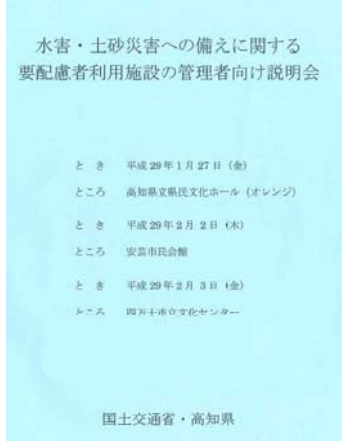 水害・土砂災害への備えに関する
要配慮者利用施設の管理者向け説明会
と き 平成29年1月27日（金）
ところ 高知県立県民文化ホール（オレンジ）
と き 平成29年2月 2日（木）
ところ 安芸市民会館
と き 平成29年2月 3日（金）
ところ 四万十市立文化センター
国土交通省・高知県